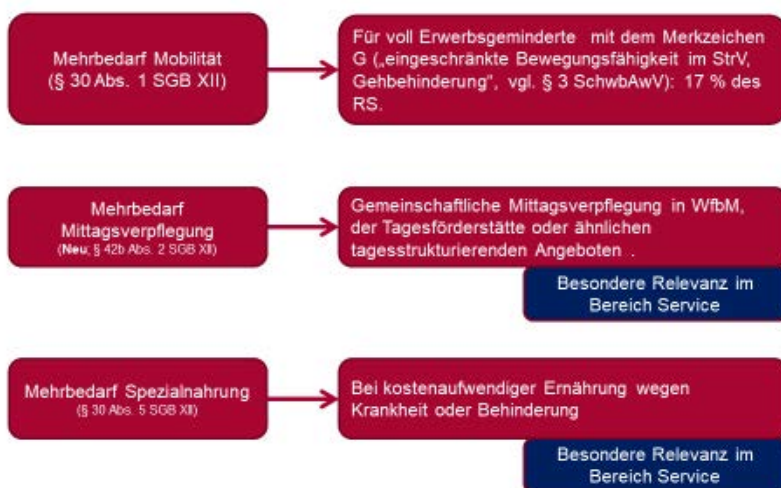 Mehrbedarf Mobilität
(§ 30 Abs. 1 SGB XII)
Für voll Erwerbsgeminderte mit dem Merkzeichen
G („eingeschränkte Bewegungsfähigkeit im StrV,
Gehbehinderung“, vgl. § 3 SchwbAwV): 17 % des
RS.
Mehrbedarf
Mittagsverpflegung
(Neu; § 42b Abs. 2 SGB XII)
Gemeinschaftliche Mittagsverpflegung in WfbM,
der Tagesförderstätte oder ähnlichen
tagesstrukturierenden Angeboten .
Besondere Relevanz im
Bereich Service
Mehrbedarf Spezialnahrung
(§ 30 Abs. 5 SGB XII)
Bei kostenaufwendiger Ernährung wegen
Krankheit oder Behinderung
Besondere Relevanz im
Bereich Service